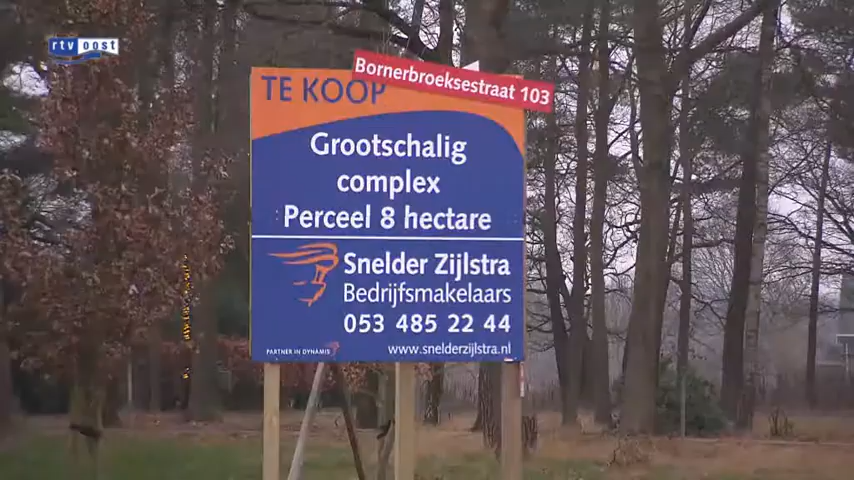 rtv oost
TE KOOP
Bornerbroeksestraat 103
Grootschalig
complex
Perceel 8 hectare
Snelder Zijlstra
Bedrijfsmakelaars
053 485 22 44
PARTNER IN DYNAMIS
www.snelderzijlstra.nl